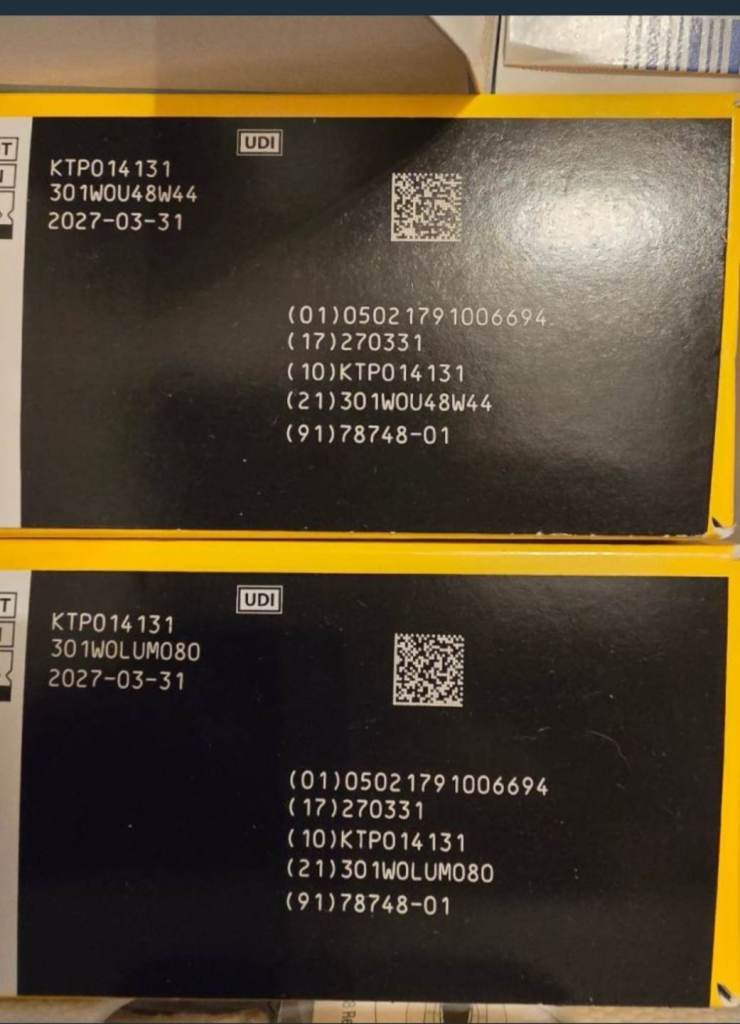 UDI
KTP014131
301W0U48W44
2027-03-31
(01)05021791006694
(17)270331
(10)KTP014131
(21)301W0U48W44
(91)78748-01
UDI
KTP014131
301W0LUM080
2027-03-31
(01)05021791006694
(17)270331
(10)KTP014131
(21)301W0LUM080
(91)78748-01